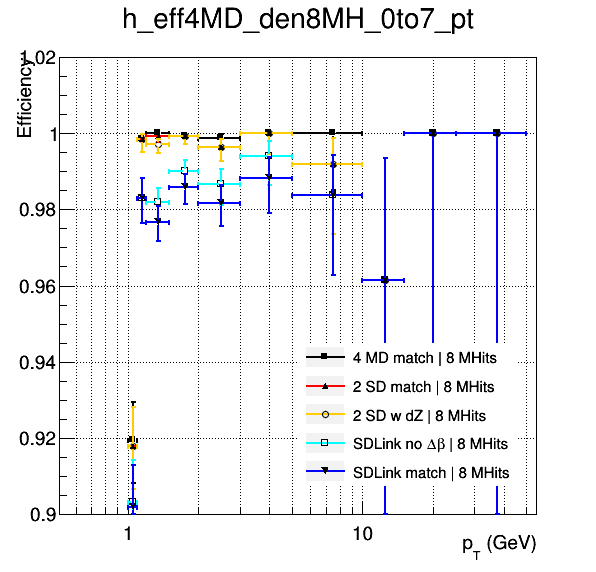 h_eff4MD_den8MH_0to7_pt
Efficiency
1.02
1
0.98
0.96
0.94
0.92
0.9
4 MD match | 8 MHits
2 SD match | 8 MHits
2 SD w dZ | 8 MHits
SDLink no Δβ | 8 MHits
SDLink match | 8 MHits
1
10
p_T (GeV)